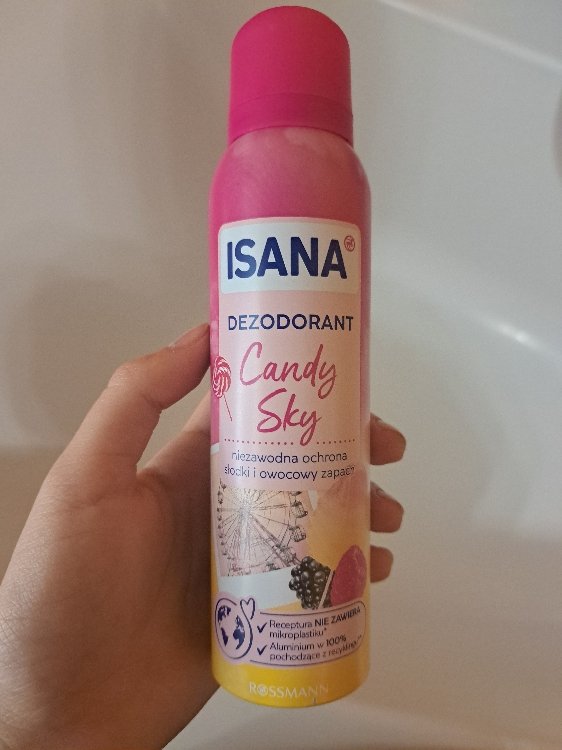 ISANA
DEZODORANT
Candy
Sky
niezawodna ochrona
słodki i owocowy zapach
Receptura NIE ZAWIERA
mikroplastiku*
Aluminium w 100%
pochodzące z recyklingu**
ROSSMANN